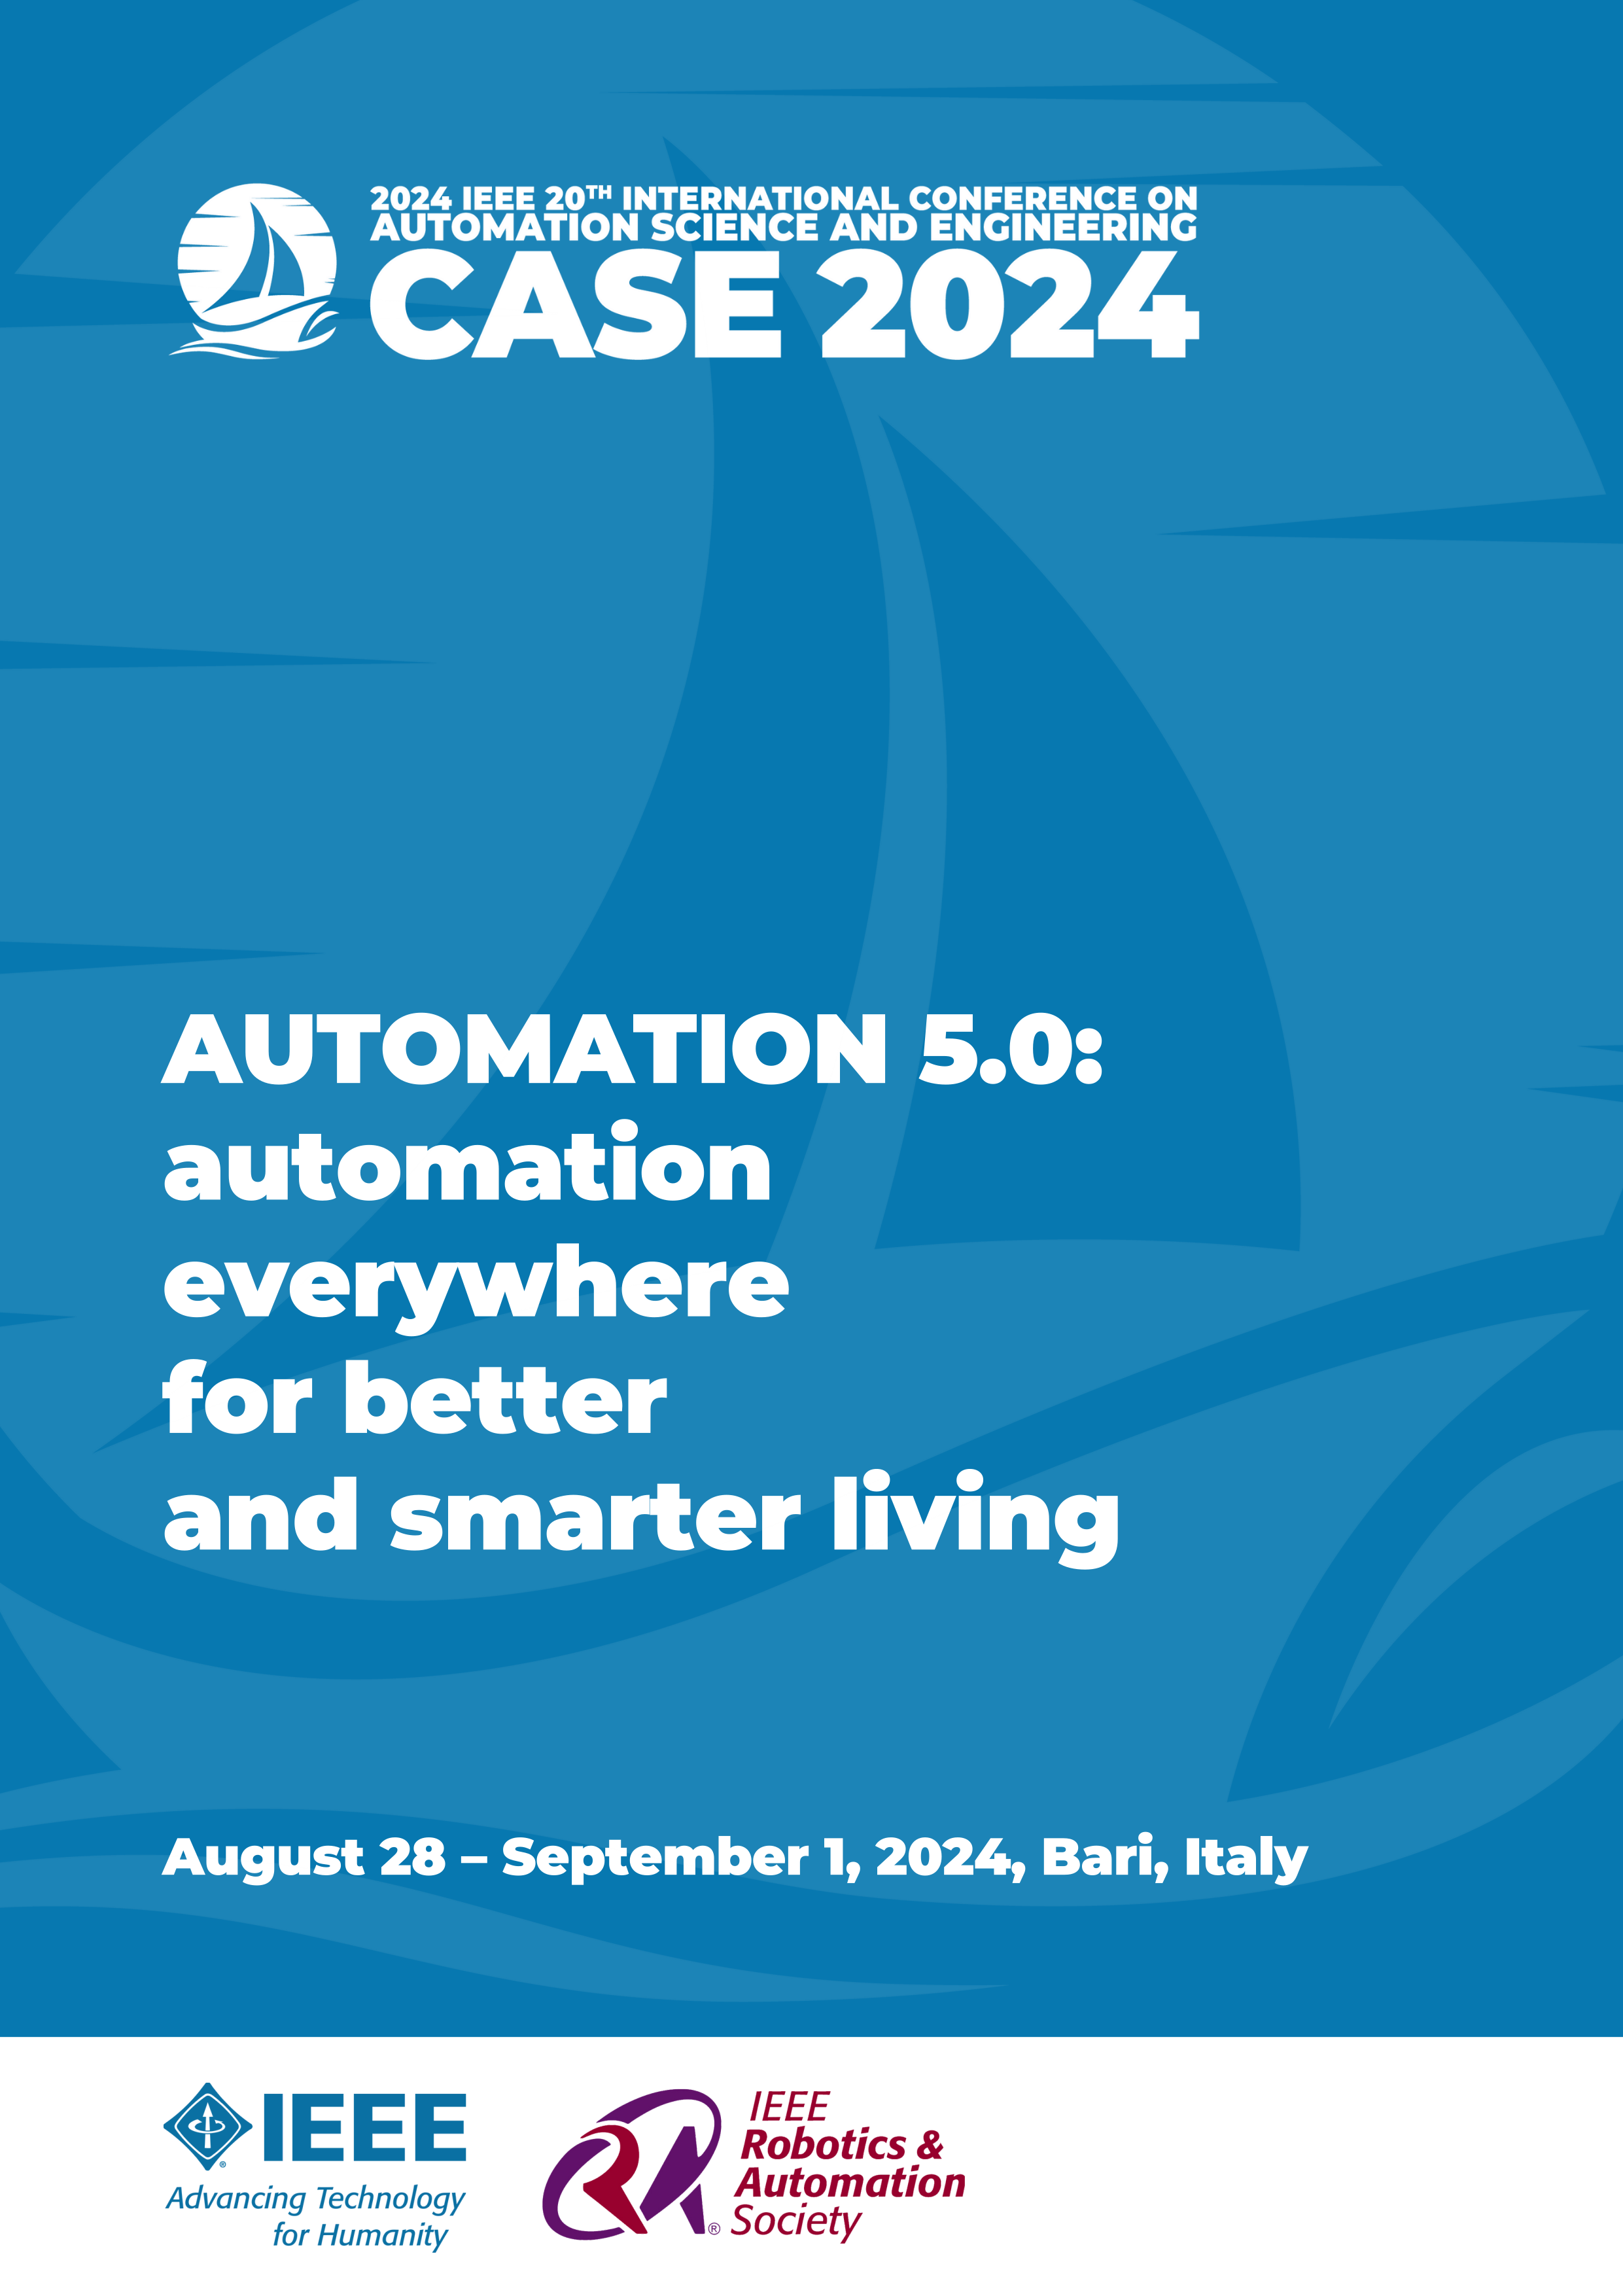 2024 IEEE 20TH INTERNATIONAL CONFERENCE ON
AUTOMATION SCIENCE AND ENGINEERING
CASE 2024
AUTOMATION 5.0:
automation
everywhere
for better
and smarter living
August 28 – September 1, 2024, Bari, Italy
IEEE
®
Advancing Technology
for Humanity
RA
®
IEEE
Robotics &
Automation
Society